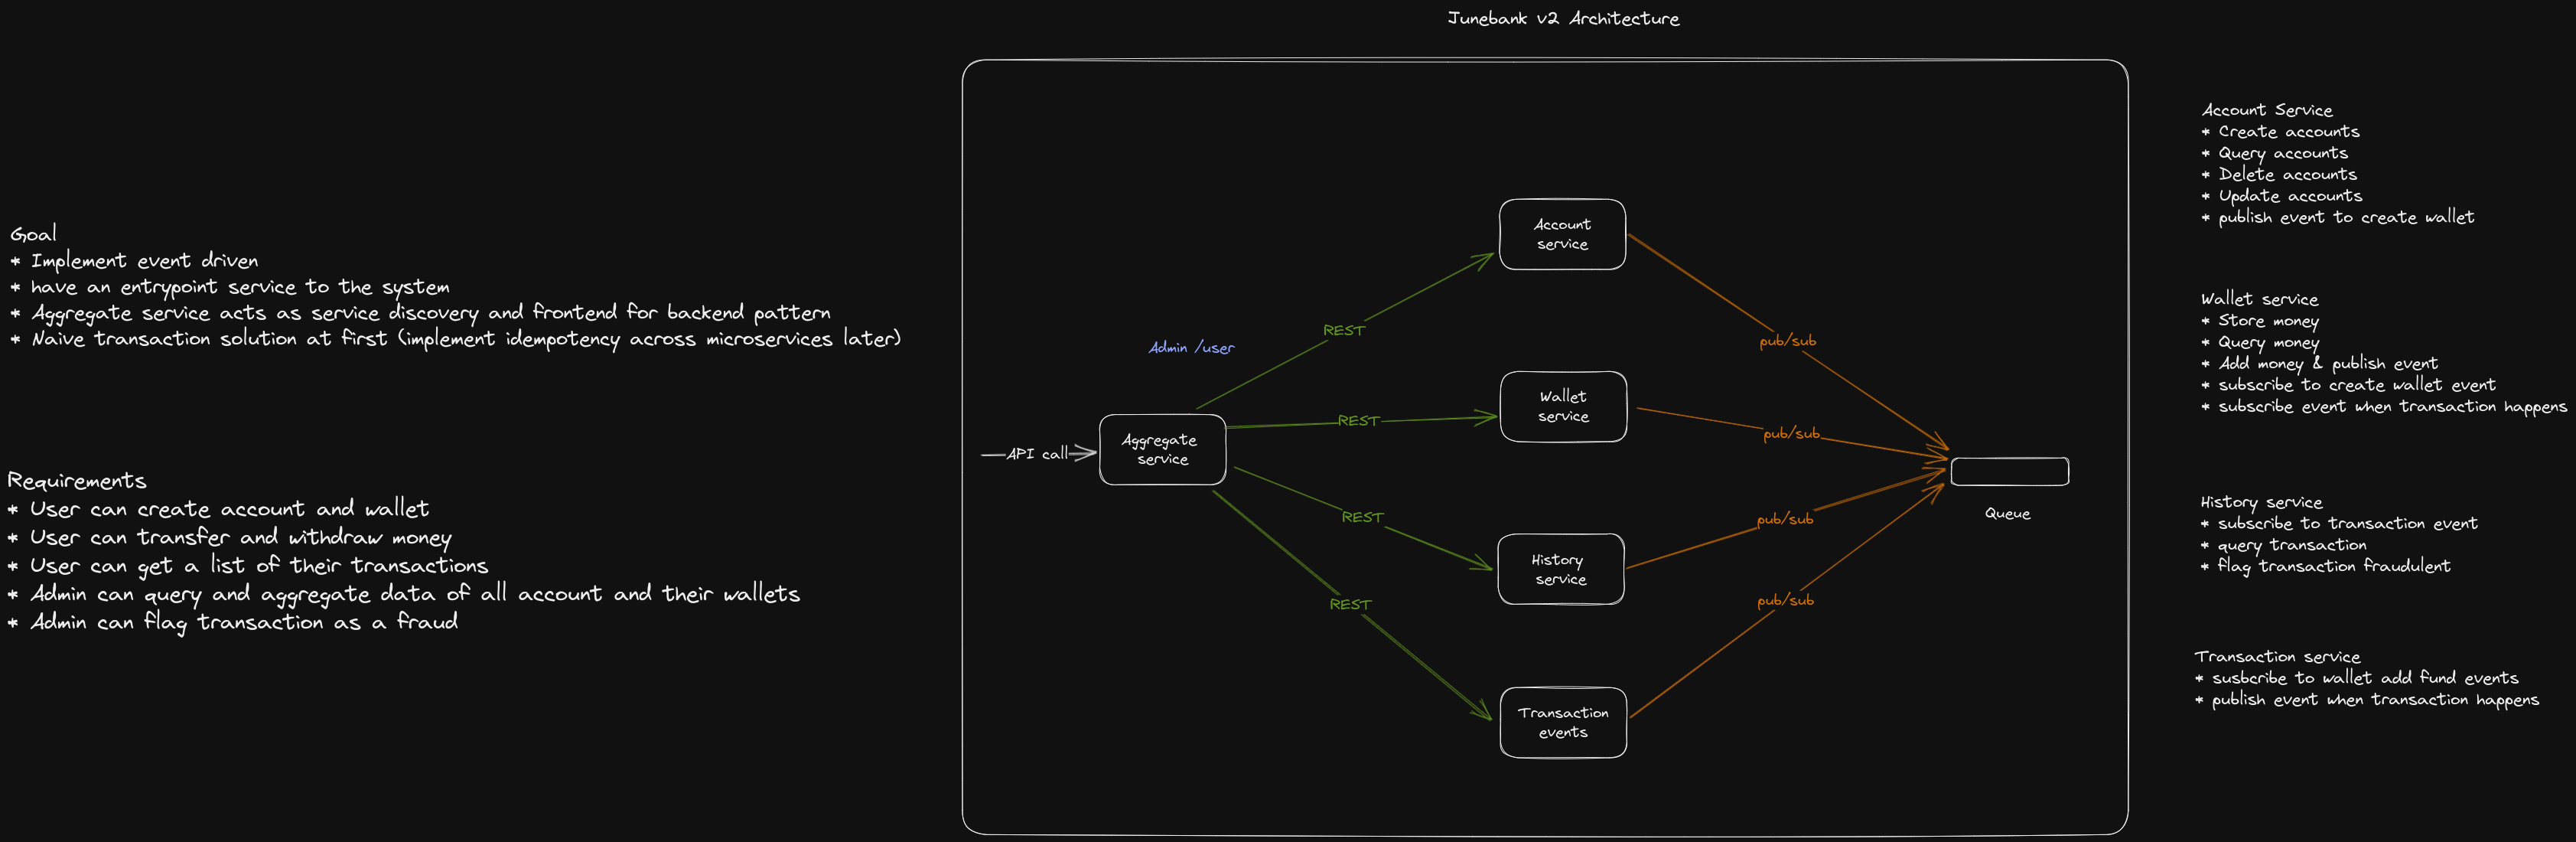 Junebank v2 Architecture
Goal
* Implement event driven
* have an entrypoint service to the system
* Aggregate service acts as service discovery and frontend for backend pattern
* Naive transaction solution at first (implement idempotency across microservices later)
Requirements
* User can create account and wallet
* User can transfer and withdraw money
* User can get a list of their transactions
* Admin can query and aggregate data of all account and their wallets
* Admin can flag transaction as a fraud
Admin /user
API call
Aggregate
service
REST
REST
REST
REST
Account
service
Wallet
service
History
service
Transaction
events
pub/sub
pub/sub
pub/sub
pub/sub
Queue
Account Service
* Create accounts
* Query accounts
* Delete accounts
* Update accounts
* publish event to create wallet
Wallet service
* Store money
* Query money
* Add money & publish event
* subscribe to create wallet event
* subscribe event when transaction happens
History service
* subscribe to transaction event
* query transaction
* flag transaction fraudulent
Transaction service
* susbcribe to wallet add fund events
* publish event when transaction happens